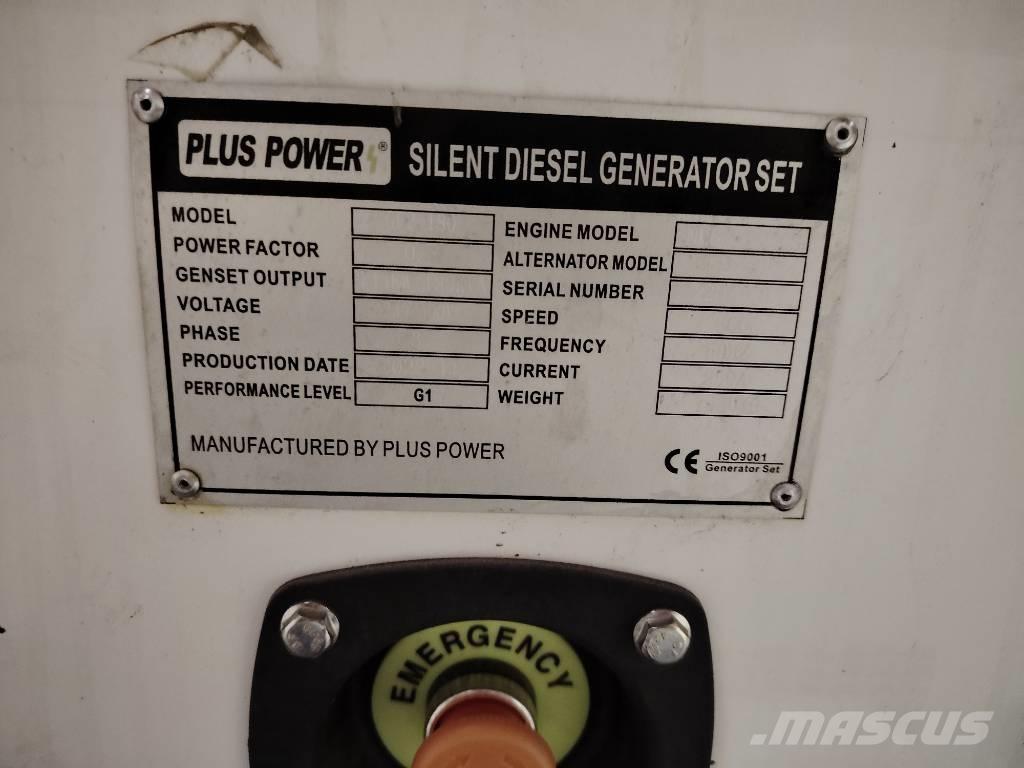 PLUS POWER®
SILENT DIESEL GENERATOR SET
MODEL
POWER FACTOR
GENSET OUTPUT
VOLTAGE
PHASE
PRODUCTION DATE
PERFORMANCE LEVEL G1
ENGINE MODEL
ALTERNATOR MODEL
SERIAL NUMBER
SPEED
FREQUENCY
CURRENT
WEIGHT
MANUFACTURED BY PLUS POWER
CE
ISO9001
Generator Set
EMERGENCY
MASCUS